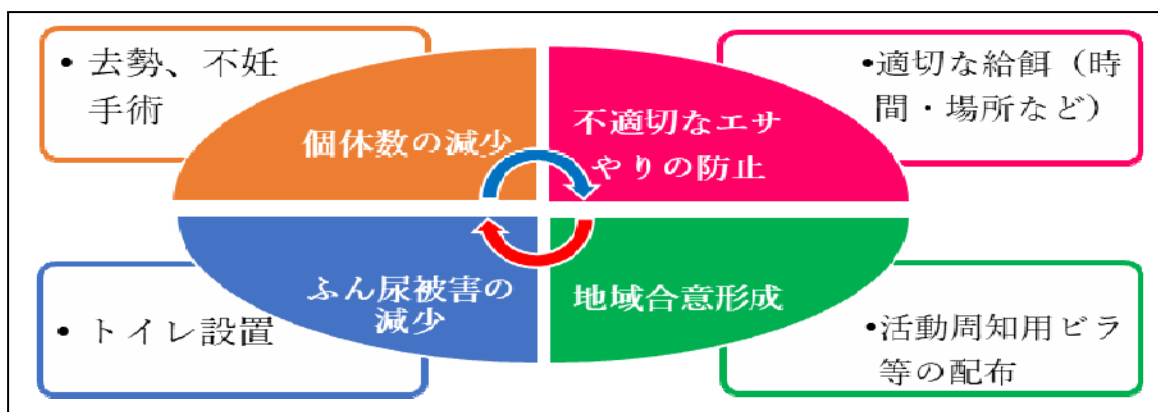 •去勢、不妊
手術
個体数の減少
不適切なエサ
やりの防止
•適切な給餌（時
間・場所など）
•トイレ設置
ふん尿被害の
減少
地域合意形成
•活動周知用ビラ
等の配布